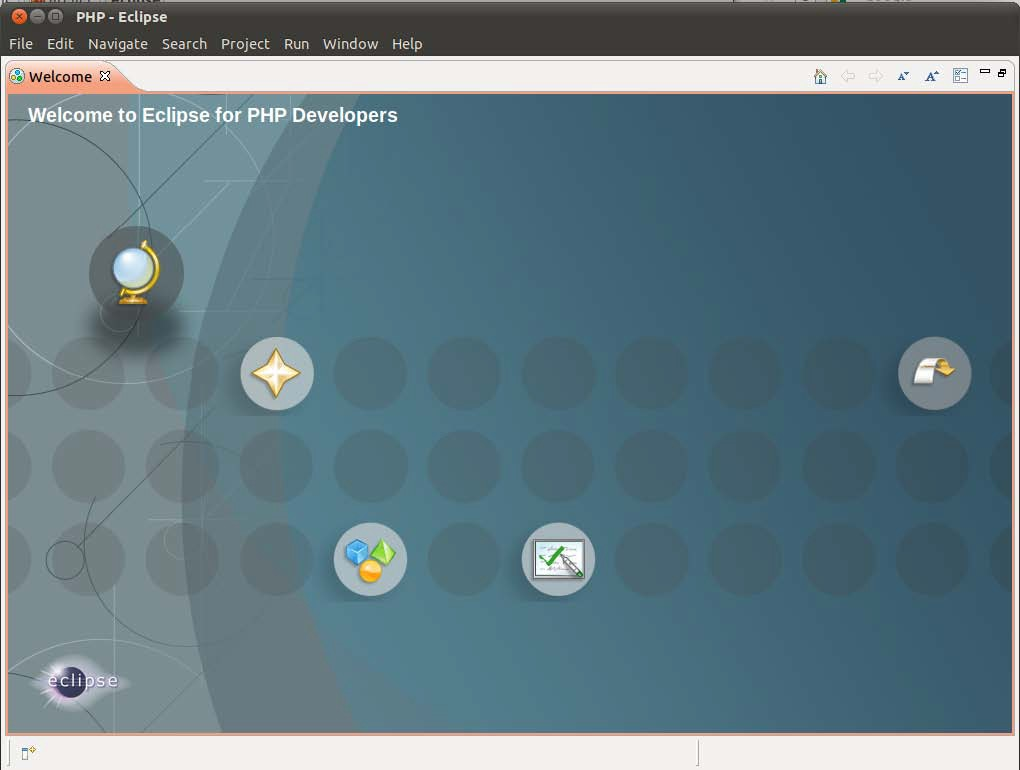 PHP - Eclipse
File Edit Navigate Search Project Run Window Help
Welcome
Welcome to Eclipse for PHP Developers
eclipse